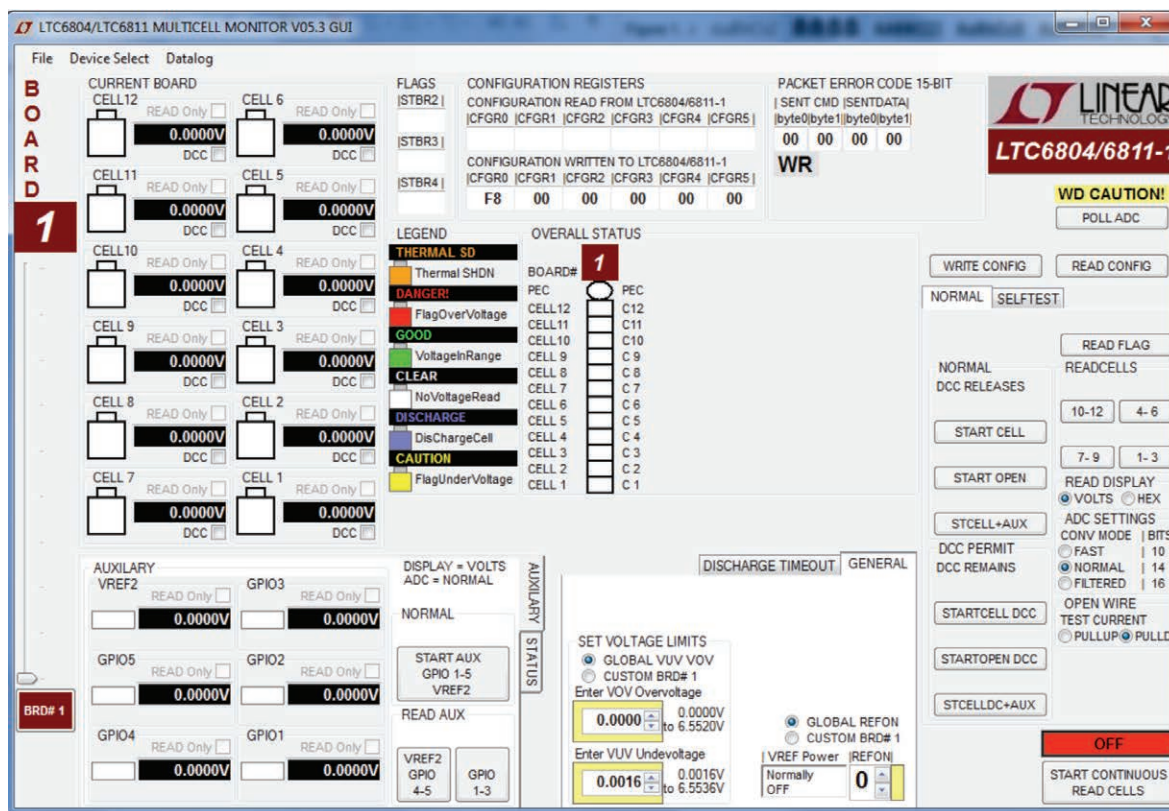 LTC6804/LTC6811 MULTICELL MONITOR V05.3 GUI
File Device Select Datalog
BOARD
1
BRD# 1
CURRENT BOARD
CELL12 READ Only
0.0000V
DCC
CELL 6 READ Only
0.0000V
DCC
CELL11 READ Only
0.0000V
DCC
CELL 5 READ Only
0.0000V
DCC
CELL10 READ Only
0.0000V
DCC
CELL 4 READ Only
0.0000V
DCC
CELL 9 READ Only
0.0000V
DCC
CELL 3 READ Only
0.0000V
DCC
CELL 8 READ Only
0.0000V
DCC
CELL 2 READ Only
0.0000V
DCC
CELL 7 READ Only
0.0000V
DCC
CELL 1 READ Only
0.0000V
DCC
FLAGS
|STBR2|
|STBR3|
|STBR4|
CONFIGURATION REGISTERS
CONFIGURATION READ FROM LTC6804/6811-1
|CFGR0 |CFGR1 |CFGR2 |CFGR3 |CFGR4 |CFGR5|
CONFIGURATION WRITTEN TO LTC6804/6811-1
|CFGR0 |CFGR1 |CFGR2 |CFGR3 |CFGR4 |CFGR5|
F8 00 00 00 00 00
PACKET ERROR CODE 15-BIT
| SENT CMD |SENTDATA|
|byte0|byte1||byte0|byte1|
00 00 00 00
WR
LINEAR
TECHNOLOGY
LTC6804/6811-1
WD CAUTION!
POLL ADC
WRITE CONFIG
READ CONFIG
LEGEND
THERMAL SD
Thermal SHDN
DANGER!
FlagOverVoltage
GOOD
VoltageInRange
CLEAR
NoVoltageRead
DISCHARGE
DisChargeCell
CAUTION
FlagUnderVoltage
OVERALL STATUS
BOARD# 1
PEC PEC
CELL12 C12
CELL11 C11
CELL10 C10
CELL 9 C 9
CELL 8 C 8
CELL 7 C 7
CELL 6 C 6
CELL 5 C 5
CELL 4 C 4
CELL 3 C 3
CELL 2 C 2
CELL 1 C 1
NORMAL SELFTEST
READ FLAG
NORMAL
DCC RELEASES
START CELL
START OPEN
STCELL+AUX
DCC PERMIT
DCC REMAINS
STARTCELL DCC
STARTOPEN DCC
STCELLDC+AUX
READCELLS
10-12 4- 6
7- 9 1- 3
READ DISPLAY
VOLTS HEX
ADC SETTINGS
CONV MODE | BITS
FAST | 10
NORMAL | 14
FILTERED | 16
OPEN WIRE
TEST CURRENT
PULLUP PULLD
OFF
START CONTINUOUS
READ CELLS
AUXILARY
VREF2 READ Only
0.0000V
GPIO3 READ Only
0.0000V
GPIO5 READ Only
0.0000V
GPIO2 READ Only
0.0000V
GPIO4 READ Only
0.0000V
GPIO1 READ Only
0.0000V
DISPLAY = VOLTS
ADC = NORMAL
NORMAL
START AUX
GPIO 1-5
VREF2
READ AUX
VREF2
GPIO
4-5
GPIO
1-3
AUXILARY
STATUS
DISCHARGE TIMEOUT GENERAL
SET VOLTAGE LIMITS
GLOBAL VUV VOV
CUSTOM BRD# 1
Enter VOV Overvoltage
0.0000 0.0000V
to 6.5520V
Enter VUV Undevoltage
0.0016 0.0016V
to 6.5536V
GLOBAL REFON
CUSTOM BRD# 1
| VREF Power |REFON|
Normally
OFF
0